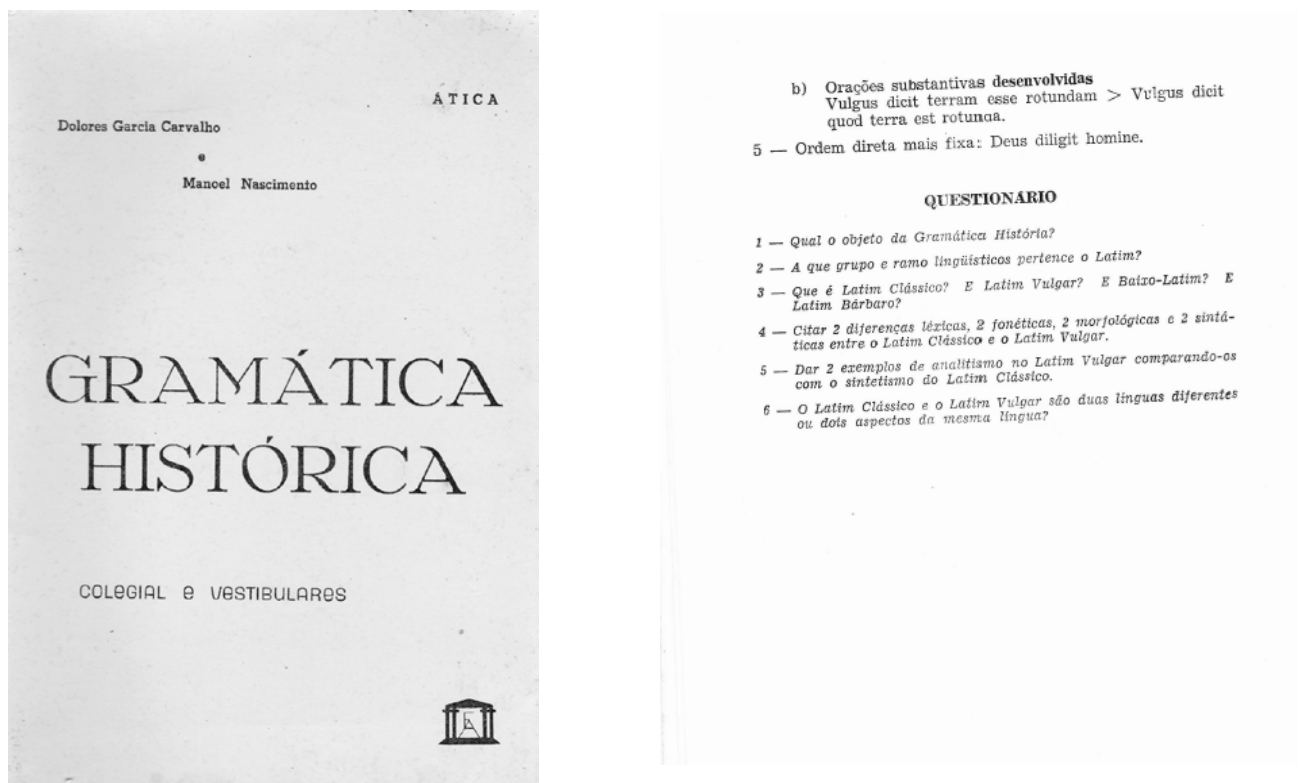 ÁTICA
Dolores Garcia Carvalho
e
Manoel Nascimento
GRAMÁTICA
HISTÓRICA
COLEGIAL e VESTIBULARES
b) Orações substantivas desenvolvidas
Vulgus dicit terram esse rotundam > Vulgus dicit
quod terra est rotunda.
5 — Ordem direta mais fixa: Deus diligit homine.
QUESTIONÁRIO
1 — Qual o objeto da Gramática História?
2 — A que grupo e ramo lingüísticos pertence o Latim?
3 — Que é Latim Clássico? E Latim Vulgar? E Baixo-Latim? E
Latim Bárbaro?
4 — Citar 2 diferenças léxicas, 2 fonéticas, 2 morfológicas e 2 sintá-
ticas entre o Latim Clássico e o Latim Vulgar.
5 — Dar 2 exemplos de analitismo no Latim Vulgar comparando-os
com o sintetismo do Latim Clássico.
6 — O Latim Clássico e o Latim Vulgar são duas línguas diferentes
ou dois aspectos da mesma língua?